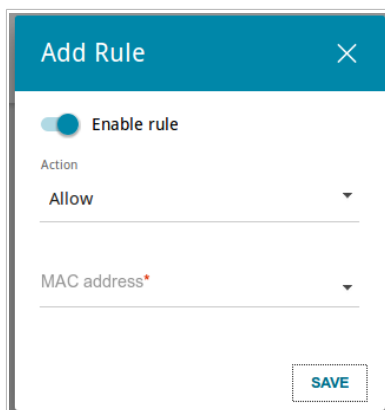 Add Rule
Enable rule
Action
Allow
MAC address*
SAVE